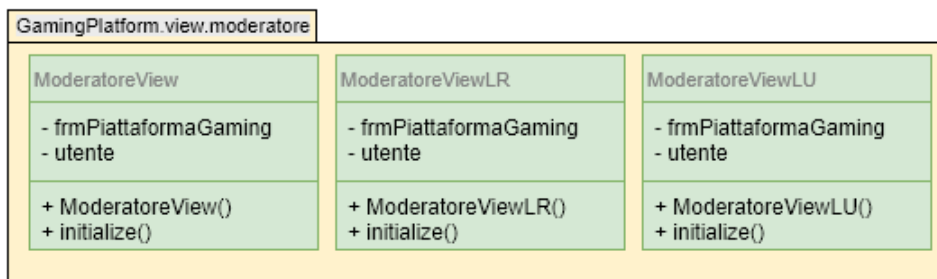 GamingPlatform.view.moderatore
ModeratoreView
- frmPiattaformaGaming
- utente
+ ModeratoreView()
+ initialize()
ModeratoreViewLR
- frmPiattaformaGaming
- utente
+ ModeratoreViewLR()
+ initialize()
ModeratoreViewLU
- frmPiattaformaGaming
- utente
+ ModeratoreViewLU()
+ initialize()